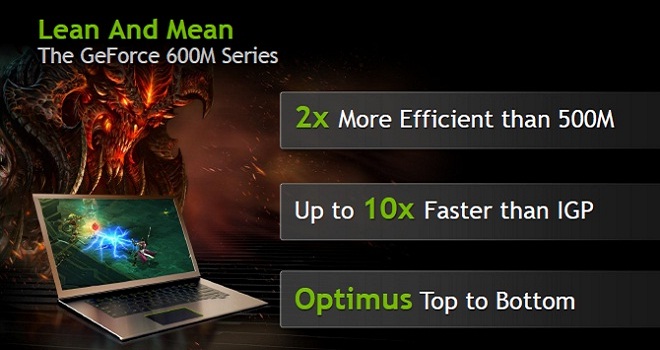 Lean And Mean
The GeForce 600M Series
2x More Efficient than 500M
Up to 10x Faster than IGP
Optimus Top to Bottom